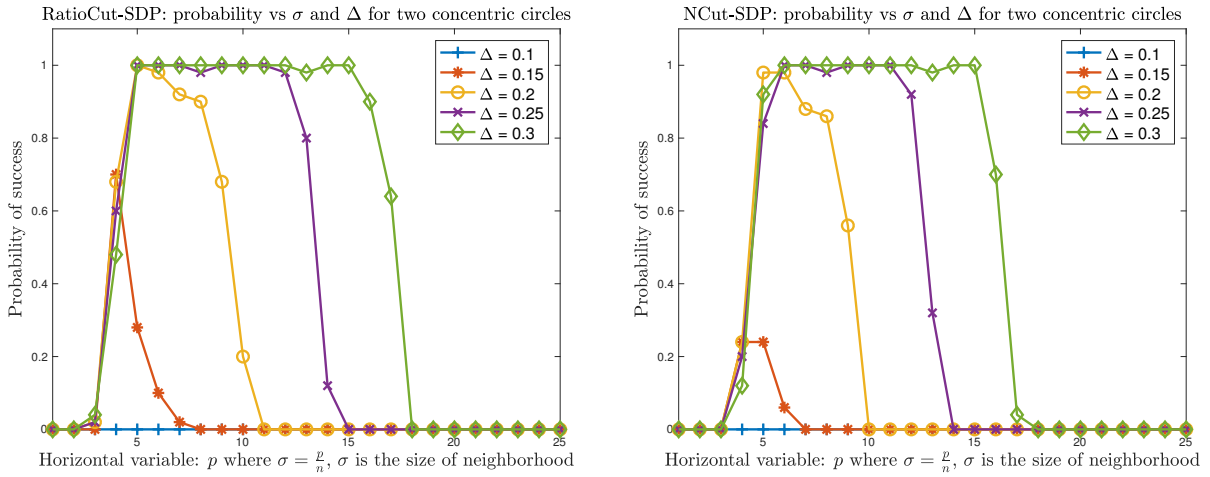 RatioCut-SDP: probability vs σ and Δ for two concentric circles
Probability of success
1
0.8
0.6
0.4
0.2
0
5
10
15
20
25
Δ = 0.1
Δ = 0.15
Δ = 0.2
Δ = 0.25
Δ = 0.3
Horizontal variable: p where σ = p/n, σ is the size of neighborhood
NCut-SDP: probability vs σ and Δ for two concentric circles
Probability of success
1
0.8
0.6
0.4
0.2
0
5
10
15
20
25
Δ = 0.1
Δ = 0.15
Δ = 0.2
Δ = 0.25
Δ = 0.3
Horizontal variable: p where σ = p/n, σ is the size of neighborhood